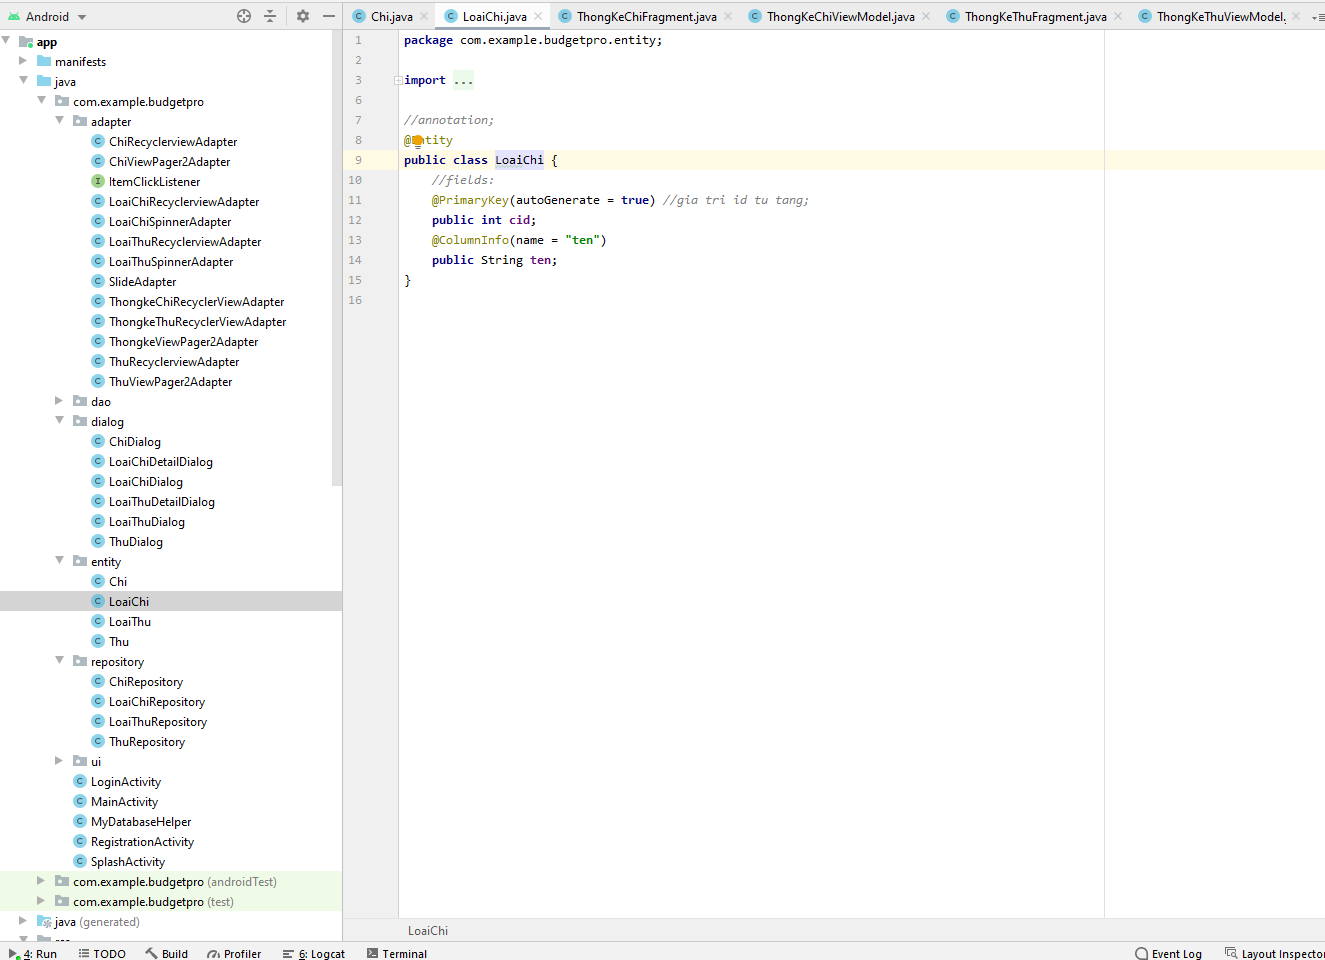 Android
Chi.java
LoaiChi.java
ThongKeChiFragment.java
ThongKeChiViewModel.java
ThongKeThuFragment.java
ThongKeThuViewModel.
app
manifests
java
com.example.budgetpro
adapter
C ChiRecyclerviewAdapter
C ChiViewPager2Adapter
I ItemClickListener
C LoaiChiRecyclerviewAdapter
C LoaiChiSpinnerAdapter
C LoaiThuRecyclerviewAdapter
C LoaiThuSpinnerAdapter
C SlideAdapter
C ThongkeChiRecyclerViewAdapter
C ThongkeThuRecyclerViewAdapter
C ThongkeViewPager2Adapter
C ThuRecyclerviewAdapter
C ThuViewPager2Adapter
dao
dialog
C ChiDialog
C LoaiChiDetailDialog
C LoaiChiDialog
C LoaiThuDetailDialog
C LoaiThuDialog
C ThuDialog
entity
C Chi
C LoaiChi
C LoaiThu
C Thu
repository
C ChiRepository
C LoaiChiRepository
C LoaiThuRepository
C ThuRepository
ui
C LoginActivity
C MainActivity
C MyDatabaseHelper
C RegistrationActivity
C SplashActivity
com.example.budgetpro (androidTest)
com.example.budgetpro (test)
java (generated)
1 package com.example.budgetpro.entity;
2
3 import ...
6
7 //annotation;
8 @Entity
9 public class LoaiChi {
10 //fields:
11 @PrimaryKey(autoGenerate = true) //gia tri id tu tang;
12 public int cid;
13 @ColumnInfo(name = "ten")
14 public String ten;
15 }
16
LoaiChi
4: Run
TODO
Build
Profiler
6: Logcat
Terminal
Event Log
Layout Inspector